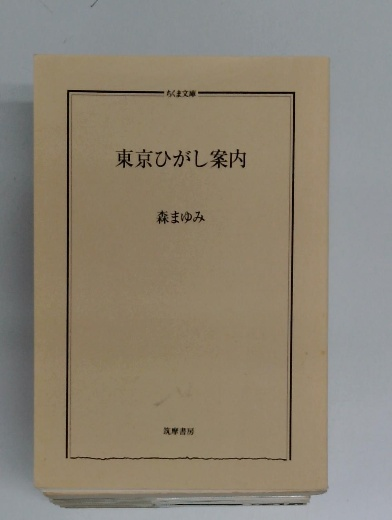 ちくま文庫
東京ひがし案内
森まゆみ
筑摩書房